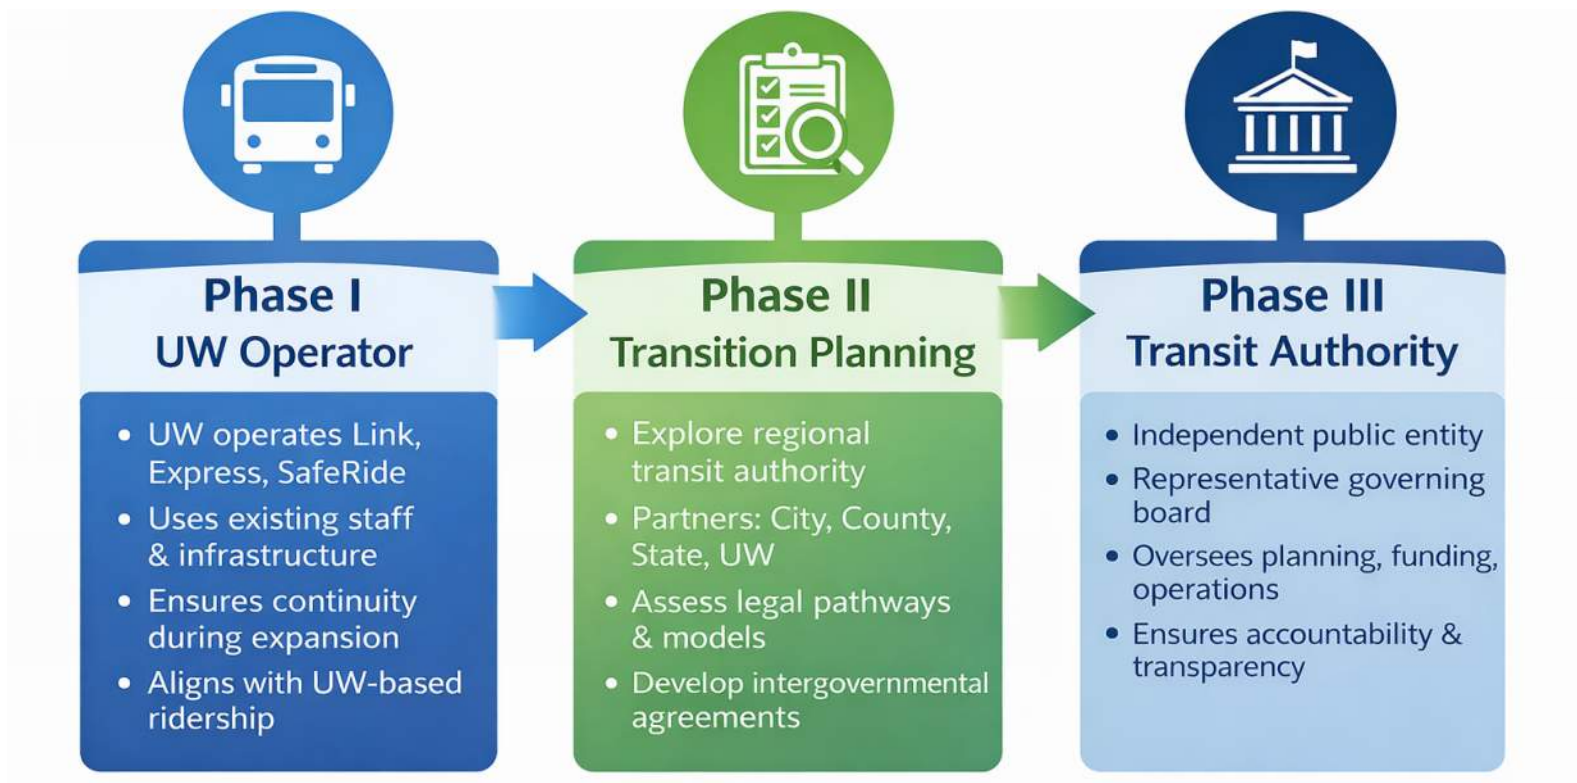 Phase I
UW Operator
• UW operates Link,
Express, SafeRide
• Uses existing staff
& infrastructure
• Ensures continuity
during expansion
• Aligns with UW-based
ridership
Phase II
Transition Planning
• Explore regional
transit authority
• Partners: City, County,
State, UW
• Assess legal pathways
& models
• Develop intergovernmental
agreements
Phase III
Transit Authority
• Independent public entity
• Representative governing
board
• Oversees planning, funding,
operations
• Ensures accountability &
transparency